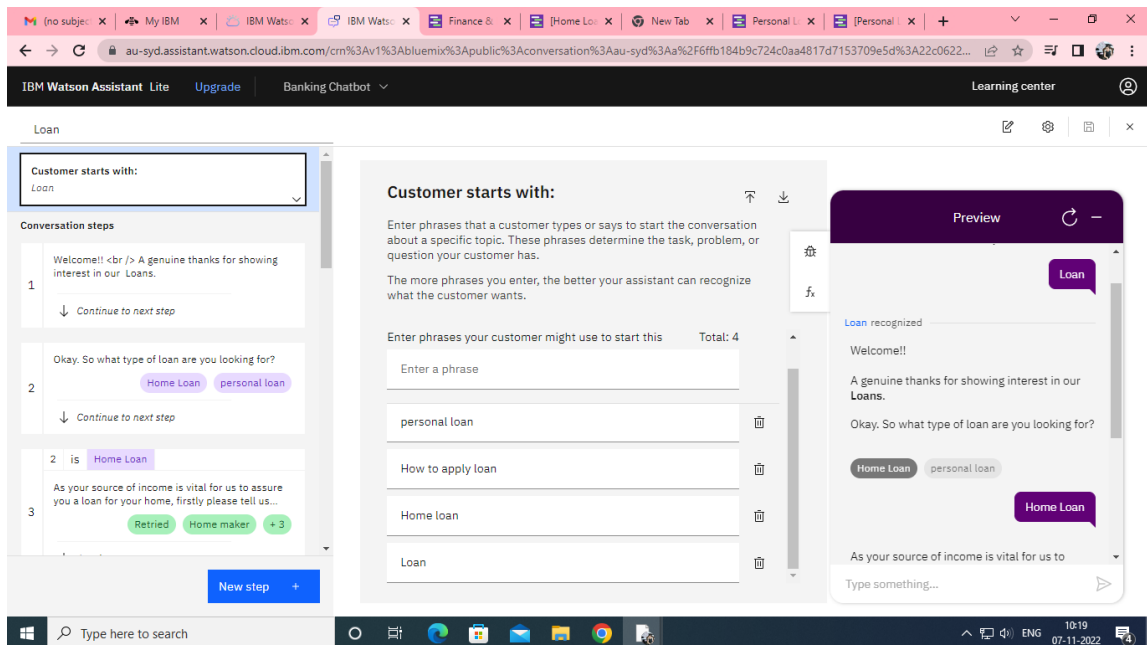 (no subjec
My IBM
IBM Watso
IBM Watso
Finance &
[Home Loa
New Tab
Personal L
[Personal L
au-syd.assistant.watson.cloud.ibm.com/crn%3Av1%3Abluemix%3Apublic%3Aconversation%3Aau-syd%3Aa%2F6ffb184b9c724c0aa4817d7153709e5d%3A22c0622...
IBM Watson Assistant Lite Upgrade Banking Chatbot Learning center
Loan
Customer starts with:
Loan
Conversation steps
1
Welcome!! <br /> A genuine thanks for showing
interest in our Loans.
Continue to next step
2
Okay. So what type of loan are you looking for?
Home Loan personal loan
Continue to next step
3
2 is Home Loan
As your source of income is vital for us to assure
you a loan for your home, firstly please tell us...
Retried Home maker + 3
New step +
Customer starts with:
Enter phrases that a customer types or says to start the conversation
about a specific topic. These phrases determine the task, problem, or
question your customer has.
The more phrases you enter, the better your assistant can recognize
what the customer wants.
Enter phrases your customer might use to start this Total: 4
Enter a phrase
personal loan
How to apply loan
Home loan
Loan
fx
Preview
Loan
Loan recognized
Welcome!!
A genuine thanks for showing interest in our
Loans.
Okay. So what type of loan are you looking for?
Home Loan personal loan
Home Loan
As your source of income is vital for us to
Type something...
Type here to search
ENG
10:19
07-11-2022
4